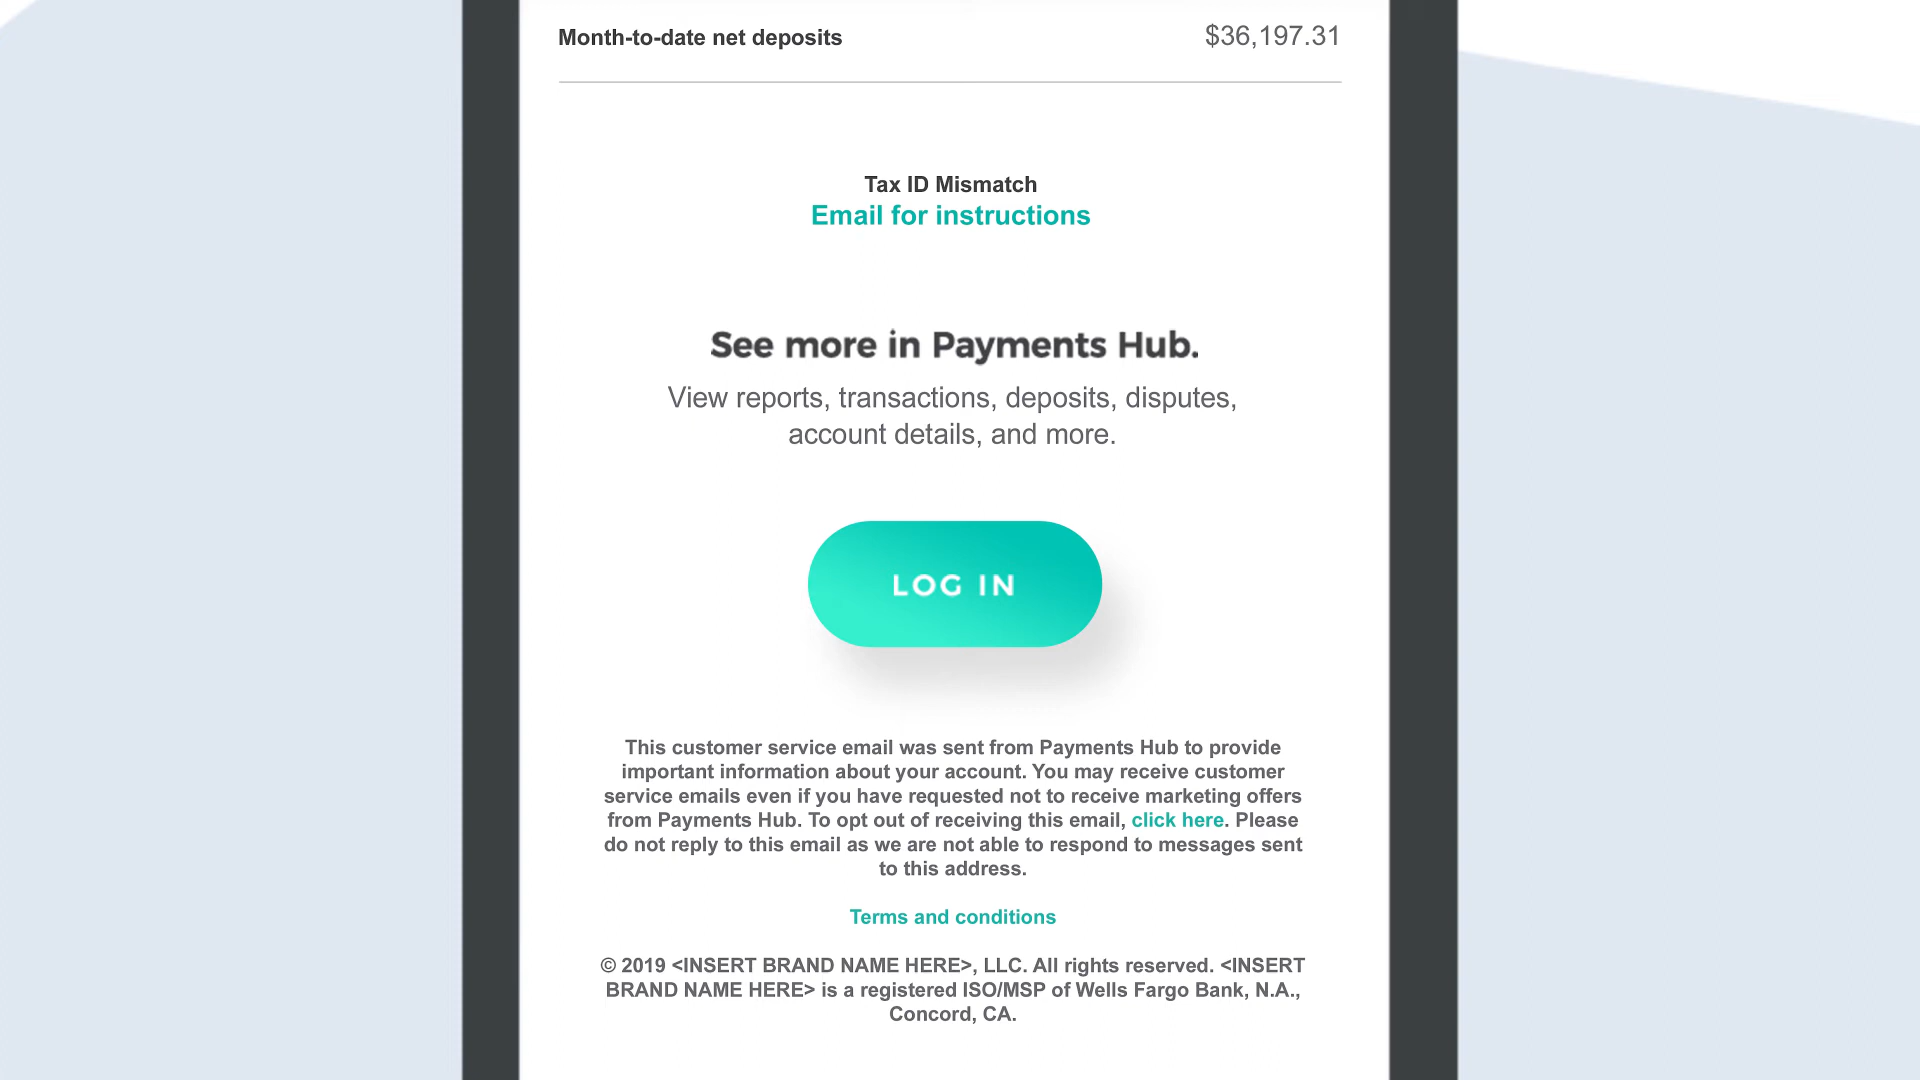 Month-to-date net deposits $36,197.31
Tax ID Mismatch
Email for instructions
See more in Payments Hub.
View reports, transactions, deposits, disputes,
account details, and more.
LOG IN
This customer service email was sent from Payments Hub to provide
important information about your account. You may receive customer
service emails even if you have requested not to receive marketing offers
from Payments Hub. To opt out of receiving this email, click here. Please
do not reply to this email as we are not able to respond to messages sent
to this address.
Terms and conditions
© 2019 <INSERT BRAND NAME HERE>, LLC. All rights reserved. <INSERT
BRAND NAME HERE> is a registered ISO/MSP of Wells Fargo Bank, N.A.,
Concord, CA.